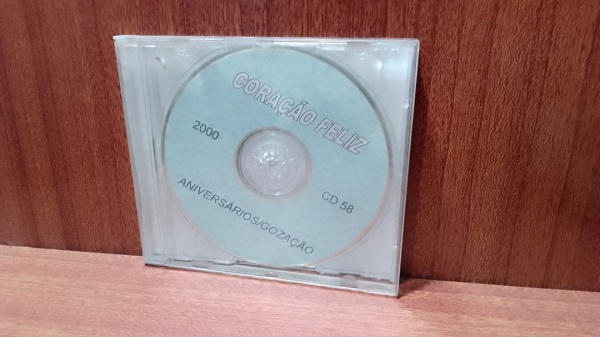 CORAÇÃO FELIZ
2000
CD 58
ANIVERSÁRIOS/GOZAÇÃO